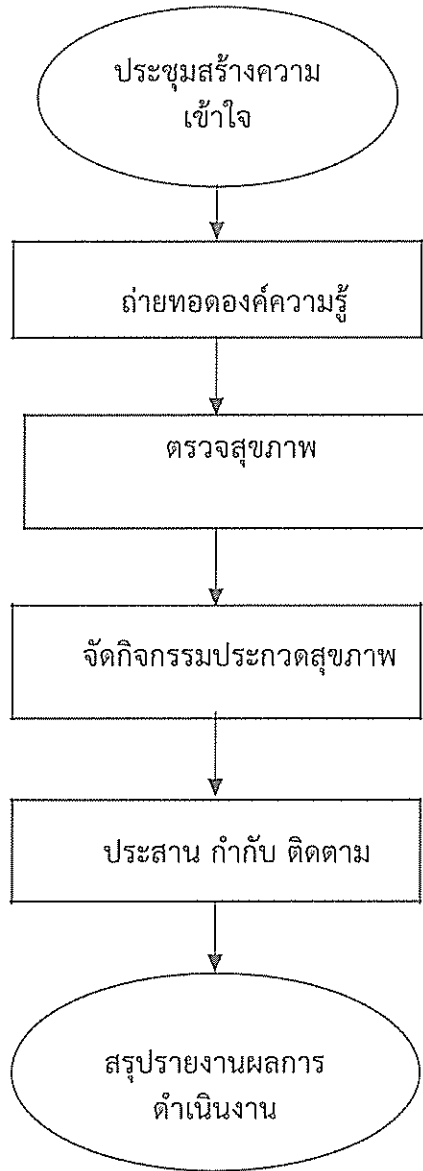 ประชุมสร้างความ
เข้าใจ
ถ่ายทอดองค์ความรู้
ตรวจสุขภาพ
จัดกิจกรรมประกวดสุขภาพ
ประสาน กำกับ ติดตาม
สรุปรายงานผลการ
ดำเนินงาน